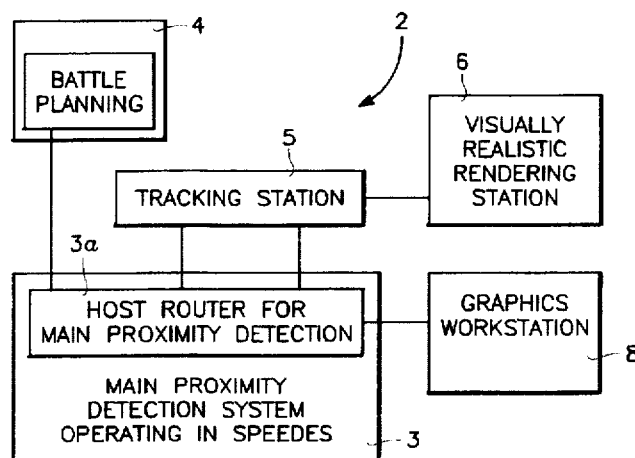 4
BATTLE
PLANNING
2
6
VISUALLY
REALISTIC
RENDERING
STATION
5
TRACKING STATION
3a
HOST ROUTER FOR
MAIN PROXIMITY DETECTION
GRAPHICS
WORKSTATION
8
MAIN PROXIMITY
DETECTION SYSTEM
OPERATING IN SPEEDES
3